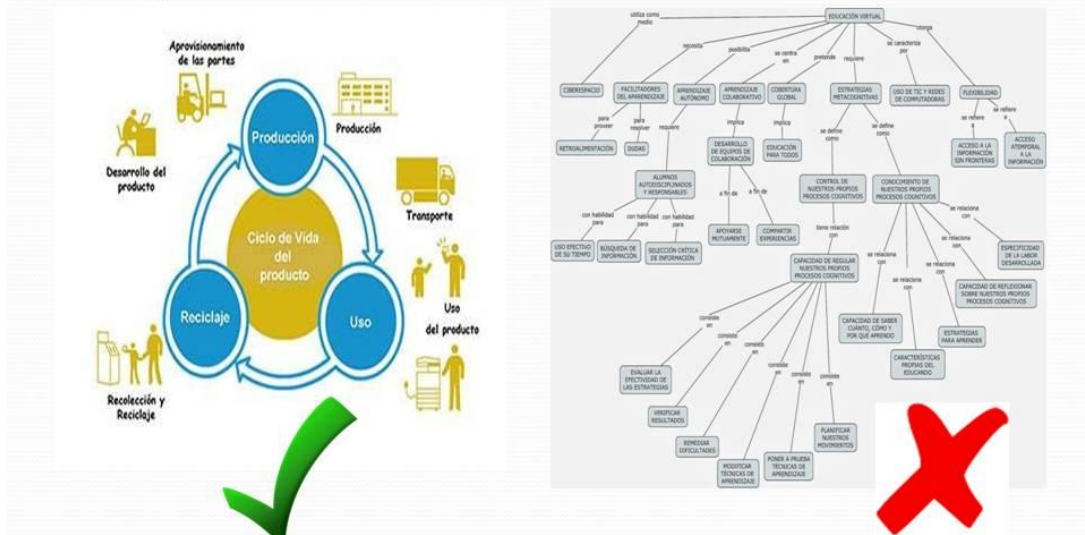 Aprovisionamiento
de las partes
Producción
Producción
Desarrollo del
producto
Transporte
Ciclo de Vida
del
producto
Reciclaje
Uso
Uso
del producto
Recolección y
Reciclaje
EDUCACIÓN VIRTUAL
utiliza como
medio
necesita
posibilita
se centra
en
pretende
requiere
se caracteriza
por
otorga
CIBERESPACIO
FACILITADORES
DEL APRENDIZAJE
APRENDIZAJE
AUTÓNOMO
APRENDIZAJE
COLABORATIVO
COBERTURA
GLOBAL
ESTRATEGIAS
METACOGNITIVAS
USO DE TIC Y REDES
DE COMPUTADORAS
FLEXIBILIDAD
para
proveer
para
resolver
requiere
implica
implica
se define
como
se define
como
se refiere
a
se refiere
a
RETROALIMENTACIÓN
DUDAS
DESARROLLO
DE EQUIPOS DE
COLABORACIÓN
EDUCACIÓN
PARA TODOS
ACCESO A LA
INFORMACIÓN
SIN FRONTERAS
ACCESO
ATEMPORAL
A LA
INFORMACIÓN
ALUMNOS
AUTODISCIPLINADOS
Y RESPONSABLES
a fin de
a fin de
CONTROL DE
NUESTROS PROPIOS
PROCESOS COGNITIVOS
CONOCIMIENTO DE
NUESTROS PROPIOS
PROCESOS COGNITIVOS
con habilidad
para
con habilidad
para
con habilidad
para
APOYARSE
MUTUAMENTE
COMPARTIR
EXPERIENCIAS
tiene relación
con
se relaciona
con
se relaciona
con
se relaciona
con
se relaciona
con
se relaciona
con
USO EFECTIVO
DE SU TIEMPO
BÚSQUEDA DE
INFORMACIÓN
SELECCIÓN CRÍTICA
DE INFORMACIÓN
CAPACIDAD DE REGULAR
NUESTROS PROPIOS
PROCESOS COGNITIVOS
ESPECIFICIDAD
DE LA LABOR
DESARROLLADA
CAPACIDAD DE REFLEXIONAR
SOBRE NUESTROS PROPIOS
PROCESOS COGNITIVOS
CAPACIDAD DE SABER
CUÁNTO, CÓMO Y
POR QUÉ APRENDO
ESTRATEGIAS
PARA APRENDER
CARACTERÍSTICAS
PROPIAS DEL
EDUCANDO
consiste
en
consiste
en
consiste
en
consiste
en
consiste
en
consiste
en
EVALUAR LA
EFECTIVIDAD DE
LAS ESTRATEGIAS
VERIFICAR
RESULTADOS
REMEDIAR
DIFICULTADES
MODIFICAR
TÉCNICAS DE
APRENDIZAJE
PONER A PRUEBA
TÉCNICAS DE
APRENDIZAJE
PLANIFICAR
NUESTROS
MOVIMIENTOS